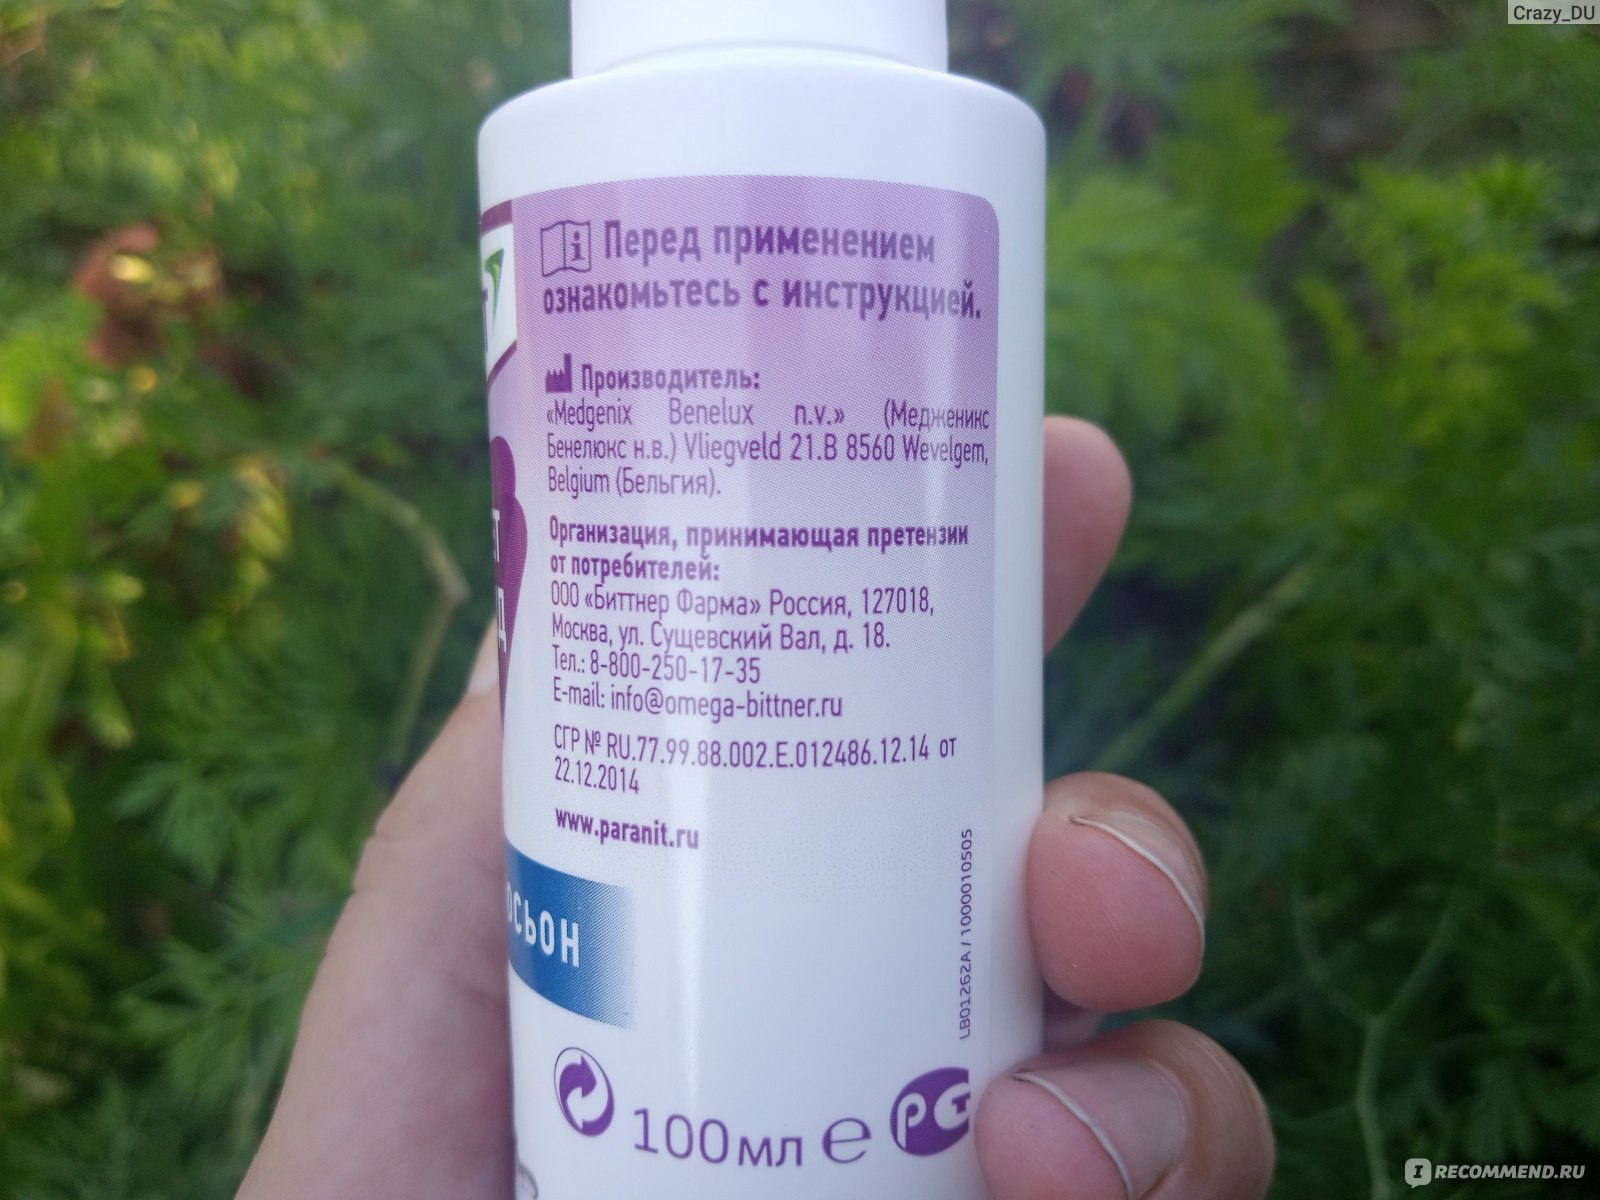 Crazy_DU
Перед применением
ознакомьтесь с инструкцией.
Производитель:
«Medgenix Benelux n.v.» (Медженикс
Бенелюкс н.в.) Vliegveld 21.B 8560 Wevelgem,
Belgium (Бельгия).
Организация, принимающая претензии
от потребителей:
ООО «Биттнер Фарма» Россия, 127018,
Москва, ул. Сущевский Вал, д. 18.
Тел.: 8-800-250-17-35
E-mail: info@omega-bittner.ru
СГР № RU.77.99.88.002.E.012486.12.14 от
22.12.2014
www.paranit.ru
ОСЬОН
LB01262A / 1000010505
100мл e РСТ
IRECOMMEND.RU